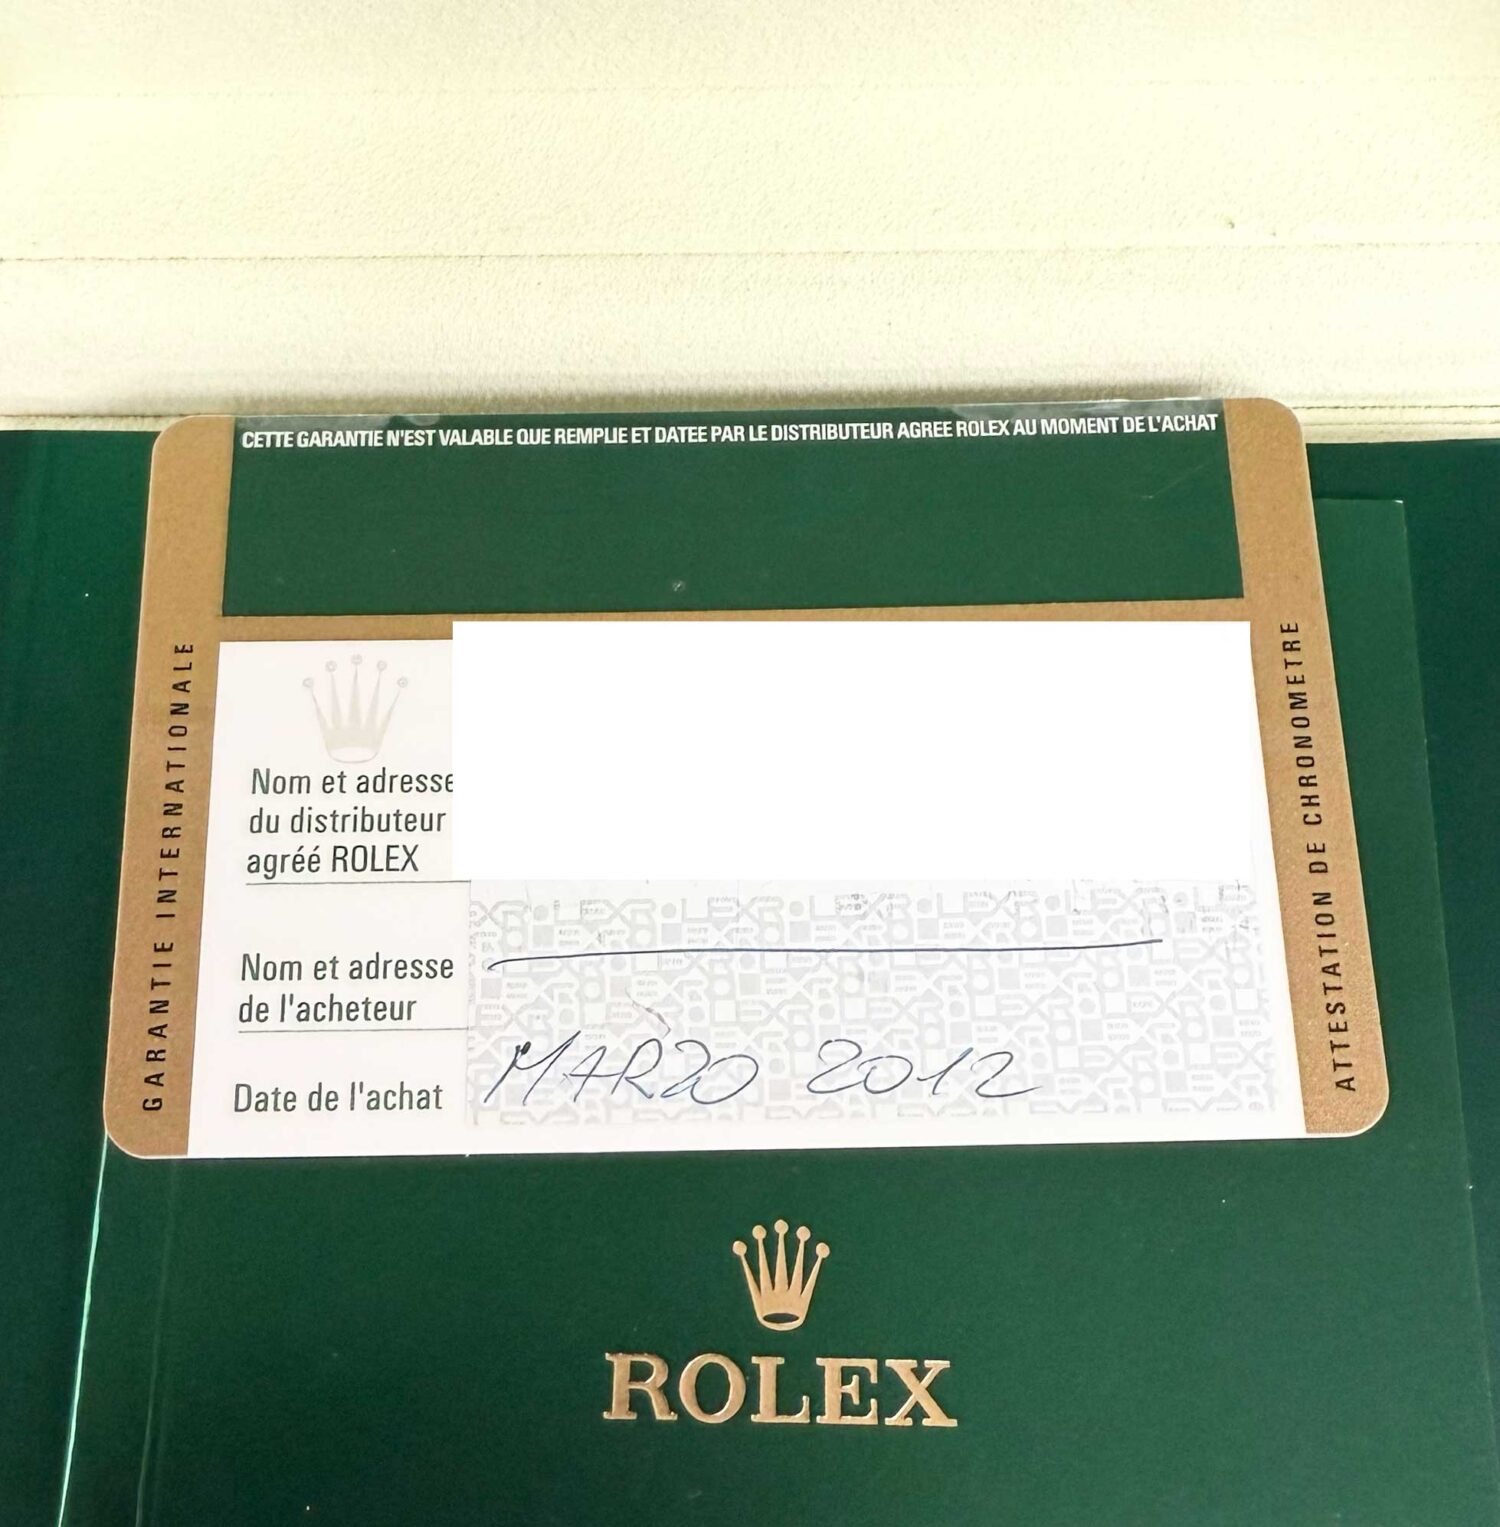 CETTE GARANTIE N'EST VALABLE QUE REMPLIE ET DATEE PAR LE DISTRIBUTEUR AGREE ROLEX AU MOMENT DE L'ACHAT
GARANTIE INTERNATIONALE
Nom et adresse
du distributeur
agréé ROLEX
Nom et adresse
de l'acheteur
Date de l'achat
MARZO 2012
ATTESTATION DE CHRONOMETRE
ROLEX